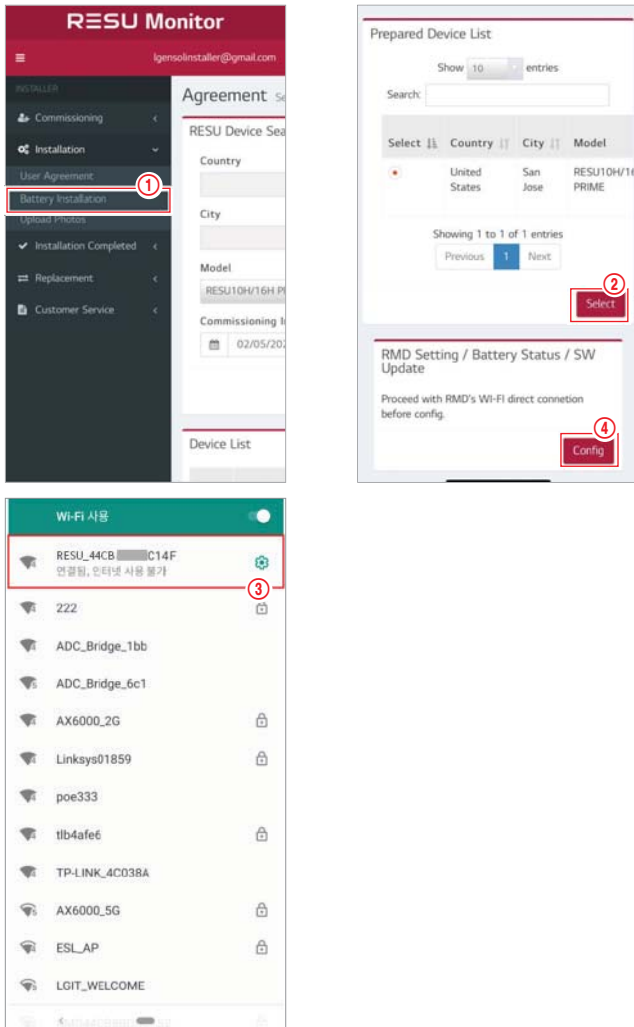 RESU Monitor
lgensolinstaller@gmail.com
INSTALLER
Commissioning
Installation
User Agreement
Battery Installation
Upload Photos
Installation Completed
Replacement
Customer Service
1
Agreement
RESU Device Sea
Country
City
Model
RESU10H/16H P
Commissioning I
02/05/202
Device List
Prepared Device List
Show 10 entries
Search:
Select Country City Model
United States San Jose RESU10H/16 PRIME
Showing 1 to 1 of 1 entries
Previous 1 Next
2
Select
RMD Setting / Battery Status / SW
Update
Proceed with RMD's WI-FI direct connetion
before config.
4
Config
Wi-Fi 사용
RESU_44CB C14F
연결됨, 인터넷 사용 불가
3
222
ADC_Bridge_1bb
ADC_Bridge_6c1
AX6000_2G
Linksys01859
poe333
tlb4afe6
TP-LINK_4C038A
AX6000_5G
ESL_AP
LGIT_WELCOME